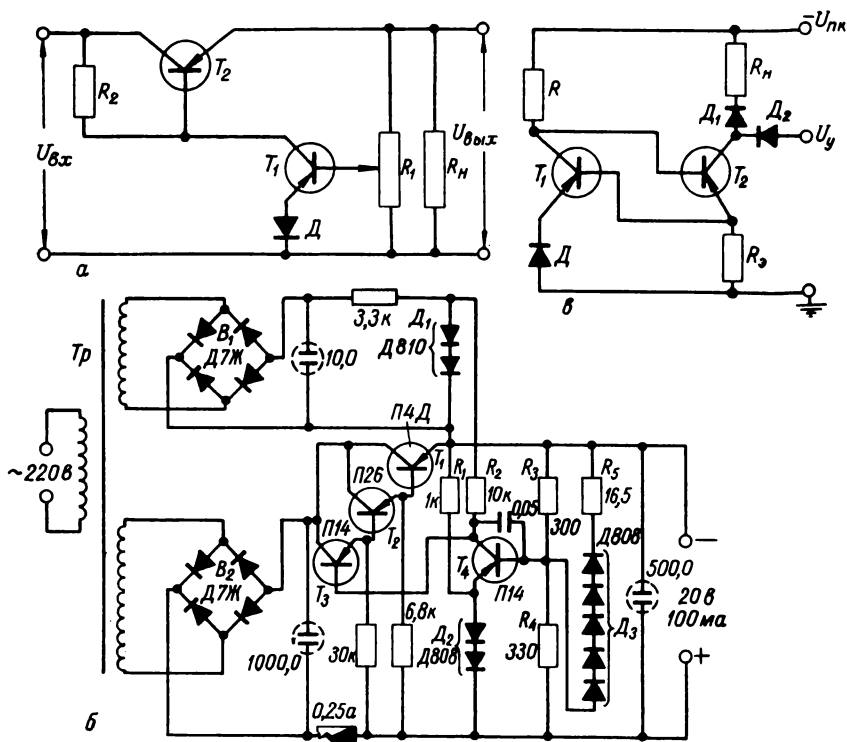 R₂
T₂
Uвх
T₁
R₁
Rн
Uвых
Д
а
−Uпк
R
Rн
Д₁
Д₂
Uу
T₁
T₂
Д
Rэ
в
Тр
~220в
В₁
Д7Ж
10,0
3,3к
Д₁
Д810
П4Д
T₁
П26
T₂
П14
T₃
В₂
Д7Ж
1000,0
30к
6,8к
0,25а
R₁
1к
R₂
10к
0,05
T₄
П14
Д₂
Д808
R₃
300
R₄
330
R₅
16,5
Д808
Д₃
500,0
−
20в
100ма
+
б